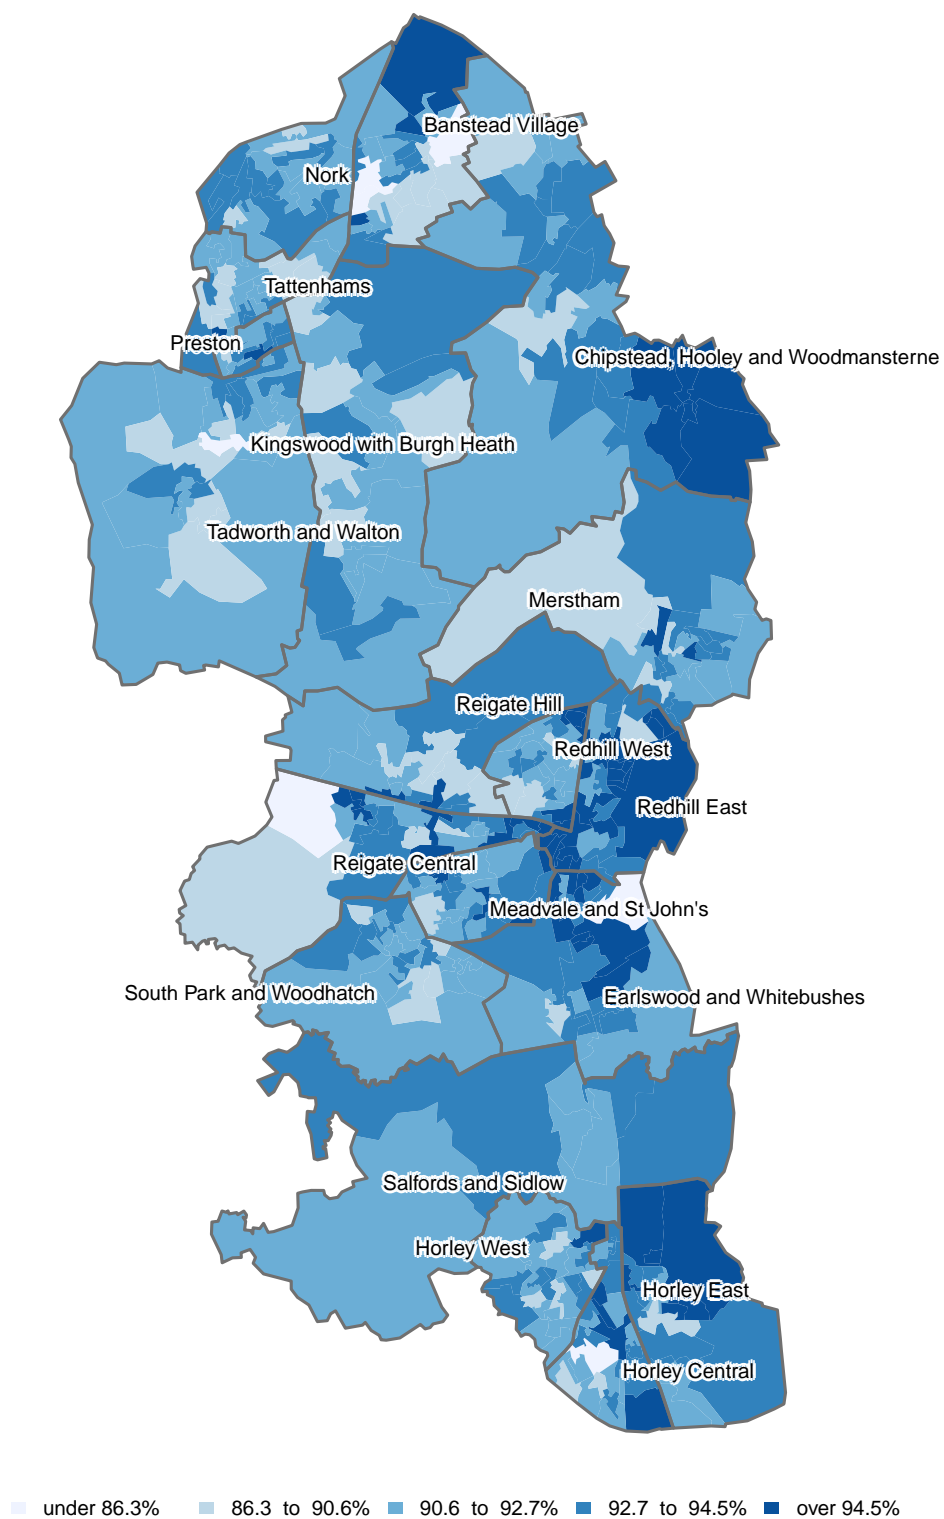 Banstead Village
Nork
Tattenhams
Preston
Chipstead, Hooley and Woodmansterne
Kingswood with Burgh Heath
Tadworth and Walton
Merstham
Reigate Hill
Redhill West
Redhill East
Reigate Central
Meadvale and St John's
South Park and Woodhatch
Earlswood and Whitebushes
Salfords and Sidlow
Horley West
Horley East
Horley Central
under 86.3% 86.3 to 90.6% 90.6 to 92.7% 92.7 to 94.5% over 94.5%